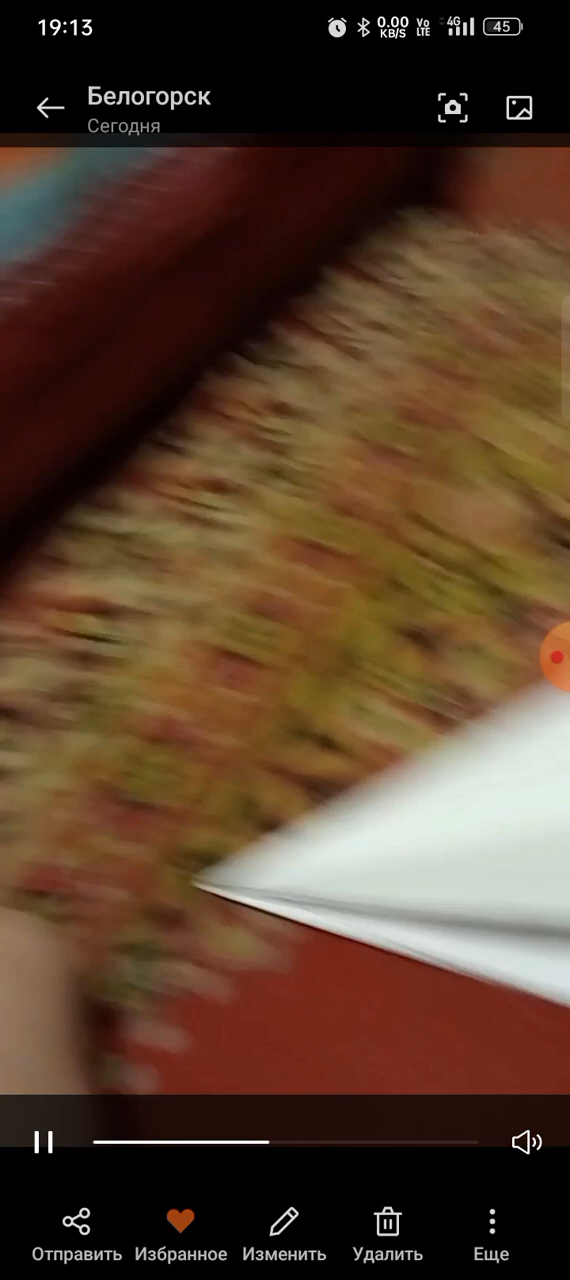 19:13
0.00
KB/S
Vo
LTE
4G
45
Белогорск
Сегодня
Отправить
Избранное
Изменить
Удалить
Еще